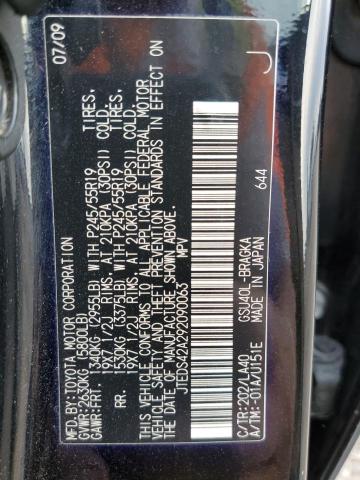 MFD.BY:TOYOTA MOTOR CORPORATION 07/09
GVWR:2630KG(5800LB)
GAWR:FRT. 1340KG (2955LB) WITH P245/55R19 TIRES,
19X7 1/2J RIMS, AT 210KPA (30PSI) COLD
RR. 1530KG (3375LB) WITH P245/55R19 TIRES,
19X7 1/2J RIMS, AT 210KPA (30PSI) COLD
THIS VEHICLE CONFORMS TO ALL APPLICABLE FEDERAL MOTOR
VEHICLE SAFETY AND THEFT PREVENTION STANDARDS IN EFFECT ON
THE DATE OF MANUFACTURE SHOWN ABOVE.
JTEDS42A292090063 MPV
J
C/TR:202/LA40 GSU40L-BRAGKA
A/TM:-01A/U151E MADE IN JAPAN
644